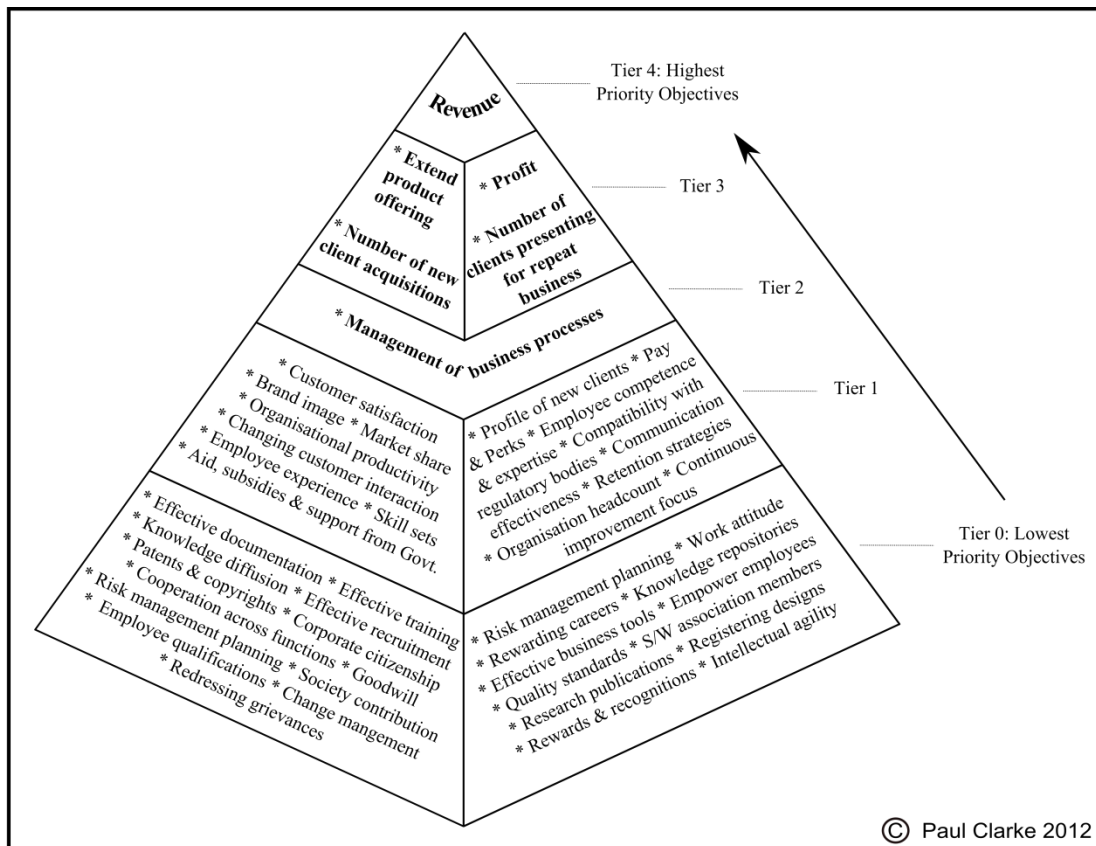 Revenue
Tier 4: Highest
Priority Objectives
* Extend
product
offering
* Number of new
client acquisitions
* Profit
* Number of
clients presenting
for repeat
business
Tier 3
* Management of business processes
Tier 2
* Customer satisfaction
* Brand image * Market share
* Organisational productivity
* Changing customer interaction
* Employee experience * Skill sets
* Aid, subsidies & support from Govt.
* Profile of new clients * Pay
& Perks * Employee competence
& expertise * Compatibility with
regulatory bodies * Communication
effectiveness * Retention strategies
* Organisation headcount * Continuous
improvement focus
Tier 1
* Effective documentation * Effective training
* Knowledge diffusion * Effective recruitment
* Patents & copyrights * Corporate citizenship
* Cooperation across functions * Goodwill
* Risk management planning * Society contribution
* Employee qualifications * Change mangement
* Redressing grievances
* Risk management planning * Work attitude
* Rewarding careers * Knowledge repositories
* Effective business tools * Empower employees
* Quality standards * S/W association members
* Research publications * Registering designs
* Rewards & recognitions * Intellectual agility
Tier 0: Lowest
Priority Objectives
© Paul Clarke 2012